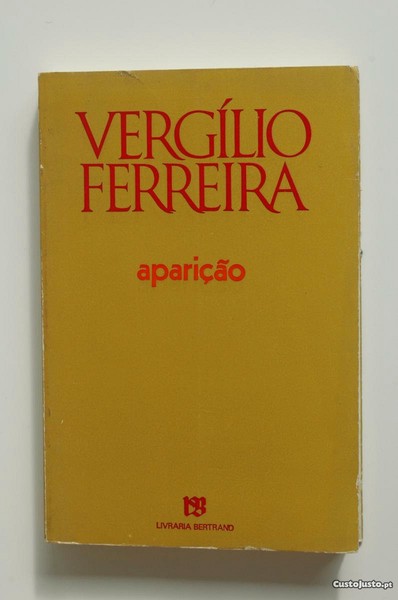 VERGÍLIO
FERREIRA
aparição
LIVRARIA BERTRAND
CustoJusto.pt